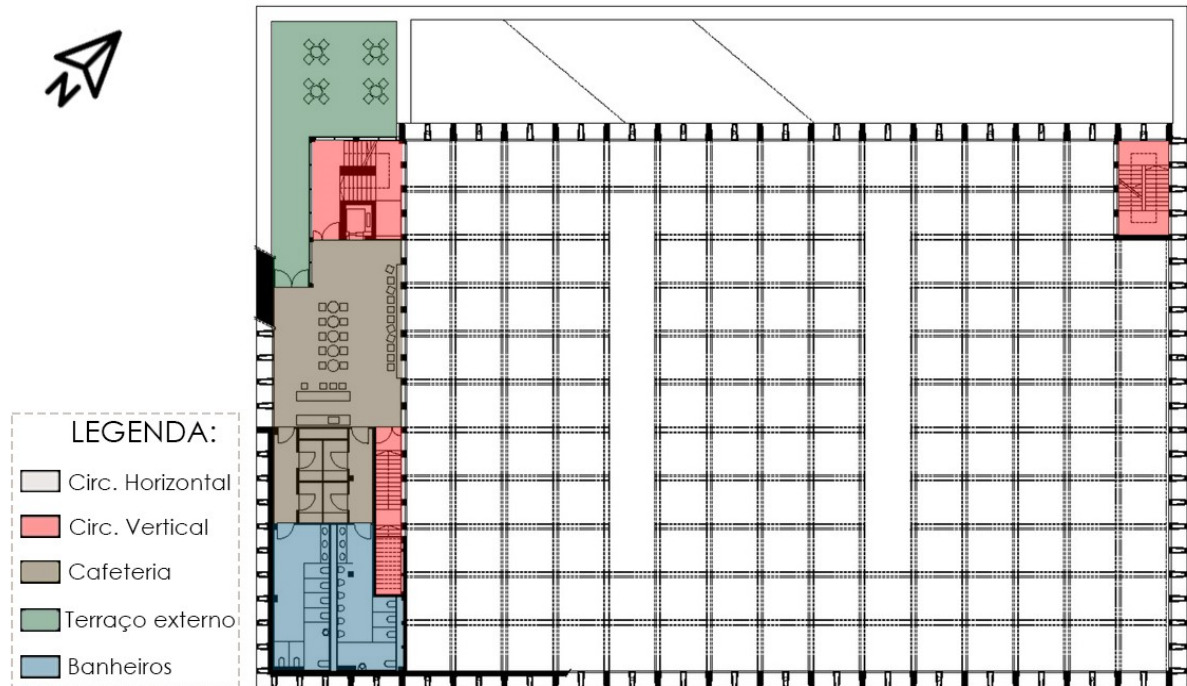 N
LEGENDA:
Circ. Horizontal
Circ. Vertical
Cafeteria
Terraço externo
Banheiros